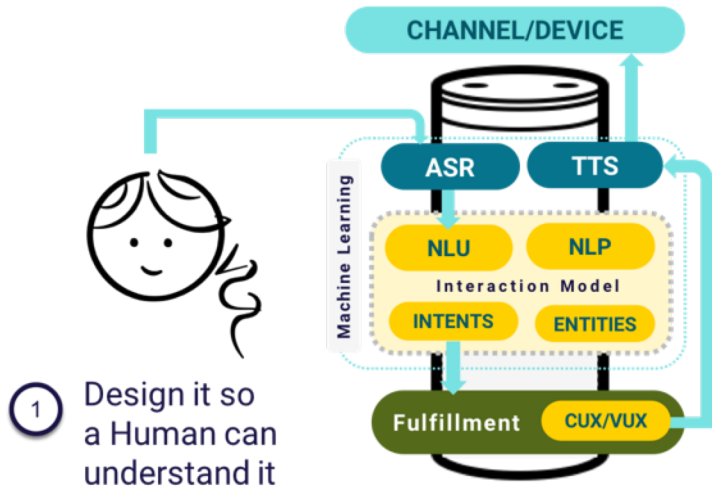 CHANNEL/DEVICE
ASR
TTS
Machine Learning
NLU
NLP
Interaction Model
INTENTS
ENTITIES
Fulfillment
CUX/VUX
1
Design it so
a Human can
understand it